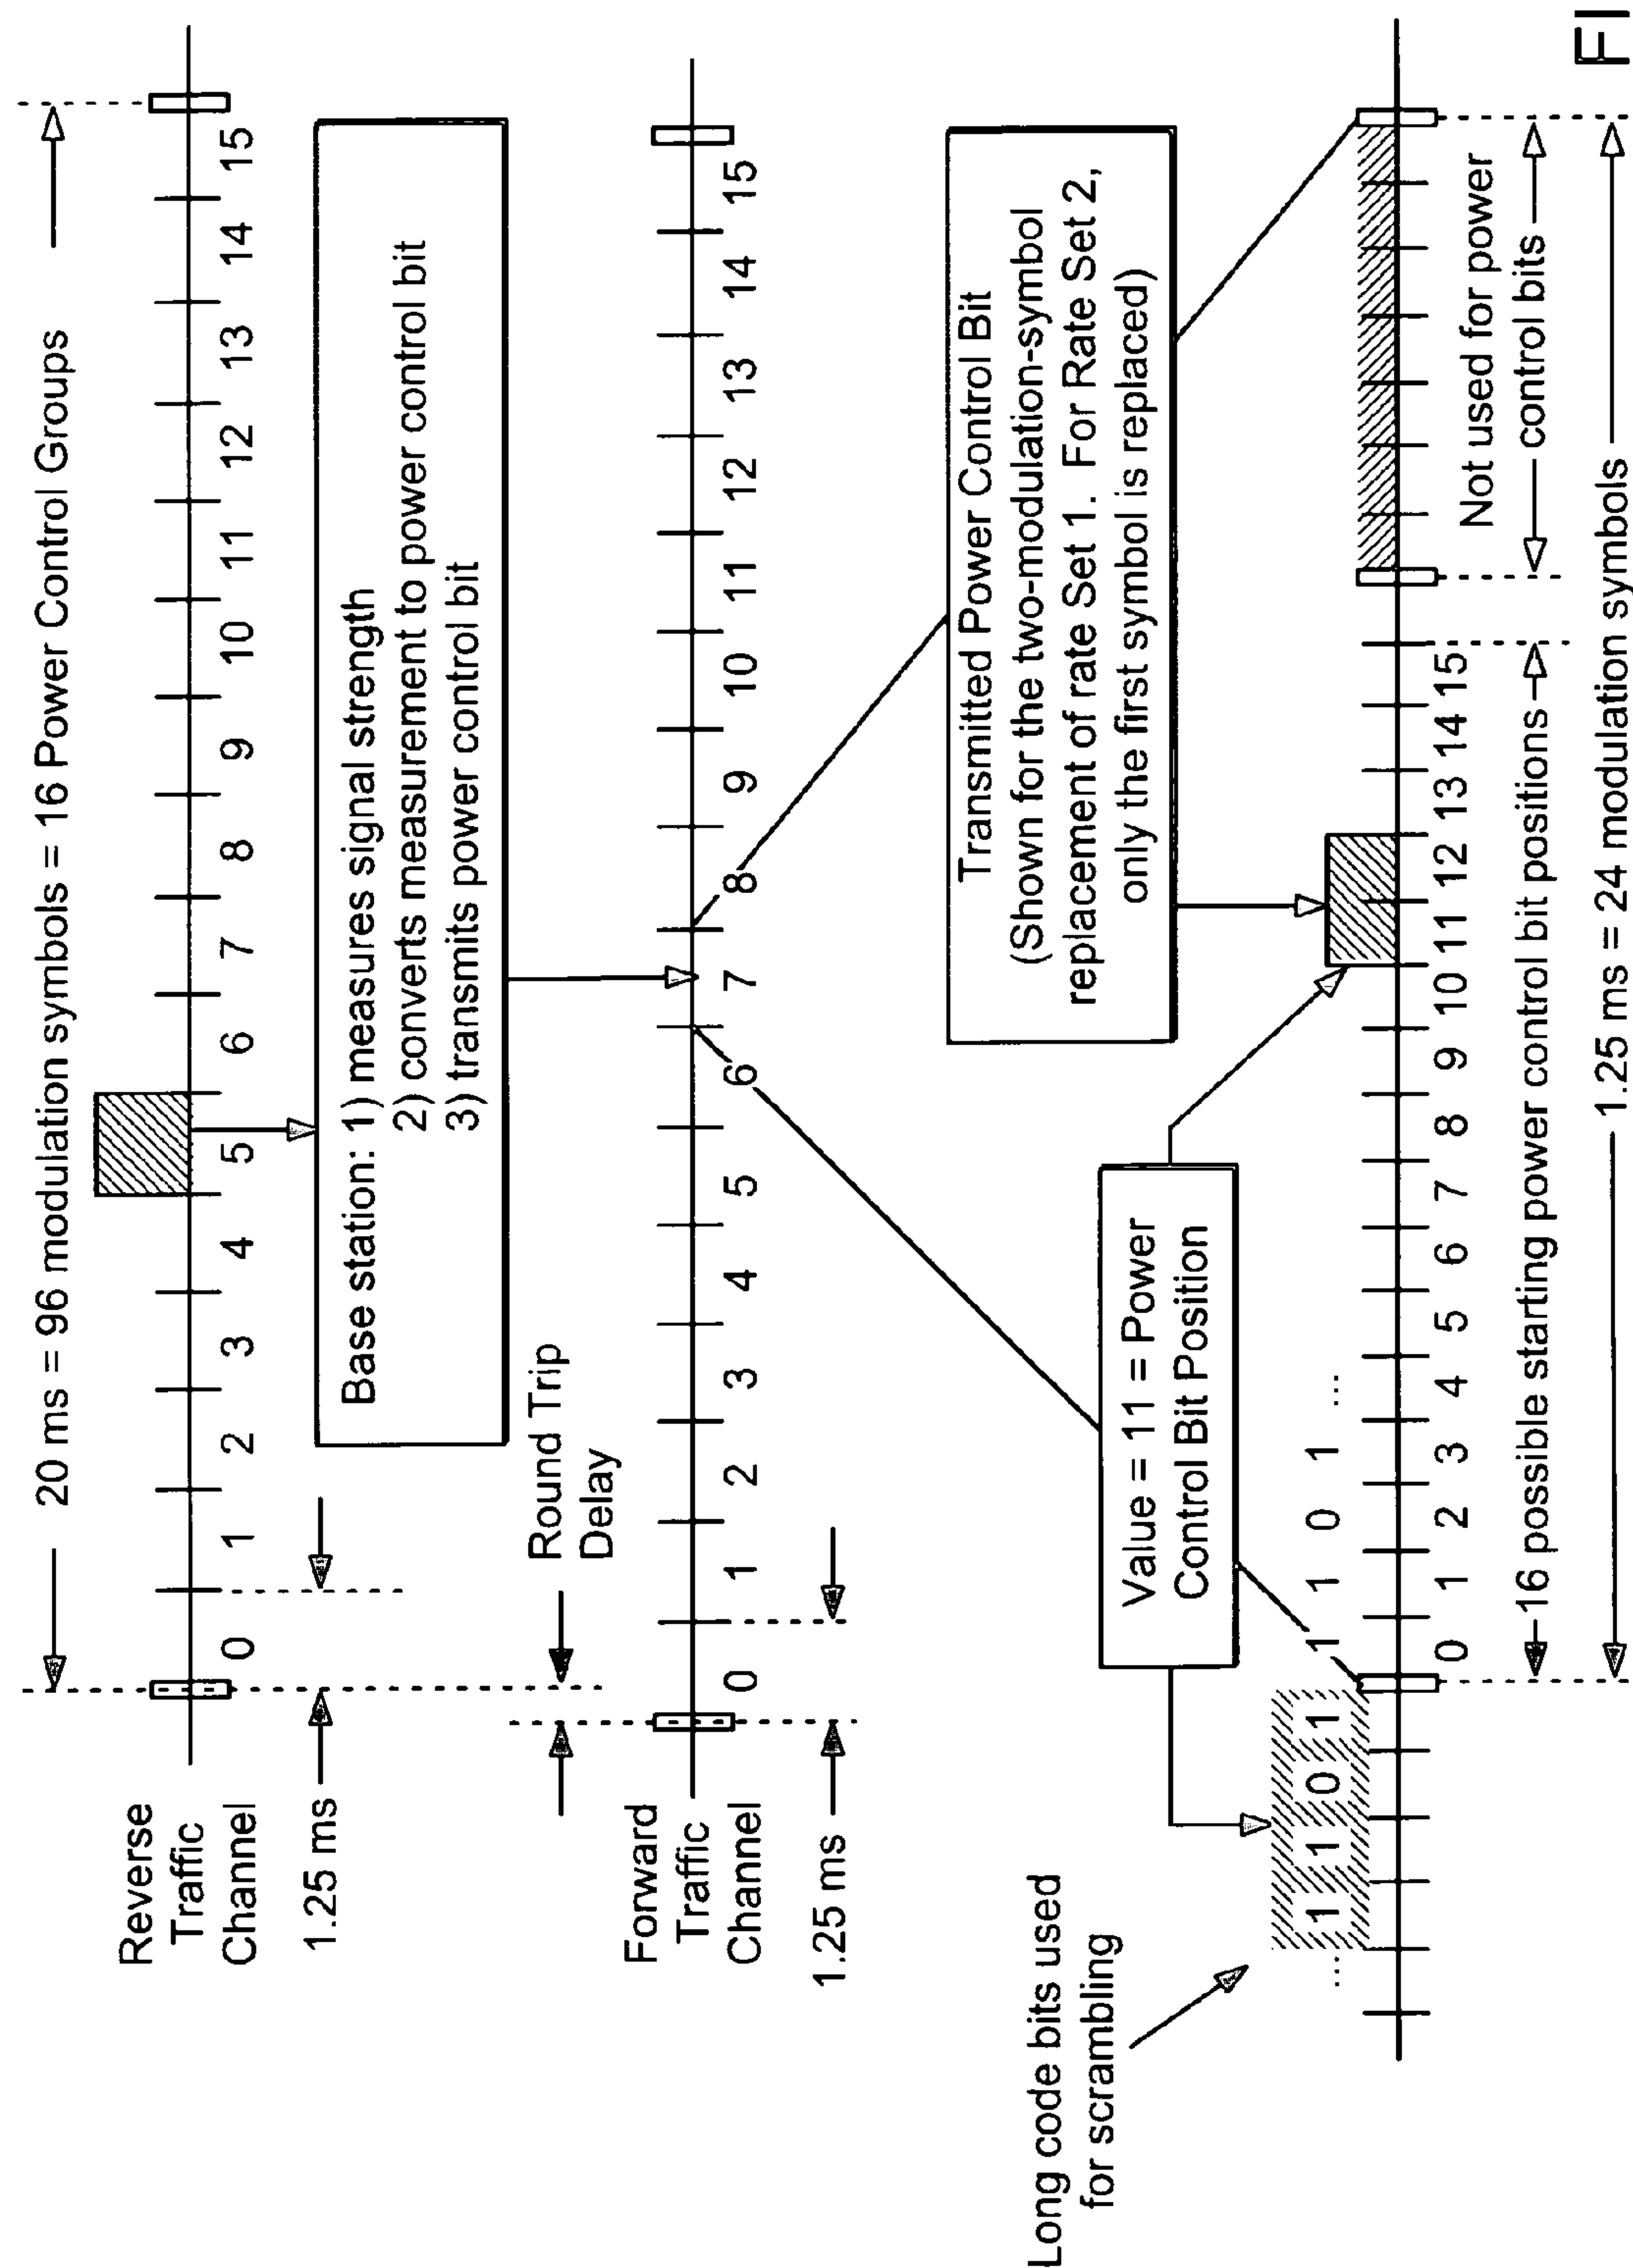 20 ms = 96 modulation symbols = 16 Power Control Groups
Reverse
Traffic
Channel
0 1 2 3 4 5 6 7 8 9 10 11 12 13 14 15
1.25 ms
Base station: 1) measures signal strength
2) converts measurement to power control bit
3) transmits power control bit
Round Trip
Delay
Forward
Traffic
Channel
0 1 2 3 4 5 6 7 8 9 10 11 12 13 14 15
1.25 ms
Transmitted Power Control Bit
(Shown for the two-modulation-symbol
replacement of rate Set 1. For Rate Set 2,
only the first symbol is replaced)
Value = 11 = Power
Control Bit Position
Long code bits used
for scrambling
... 1 1 0 1 1 1 0 1 ...
0 1 2 3 4 5 6 7 8 9 10 11 12 13 14 15
16 possible starting power control bit positions
Not used for power
control bits
1.25 ms = 24 modulation symbols
FI